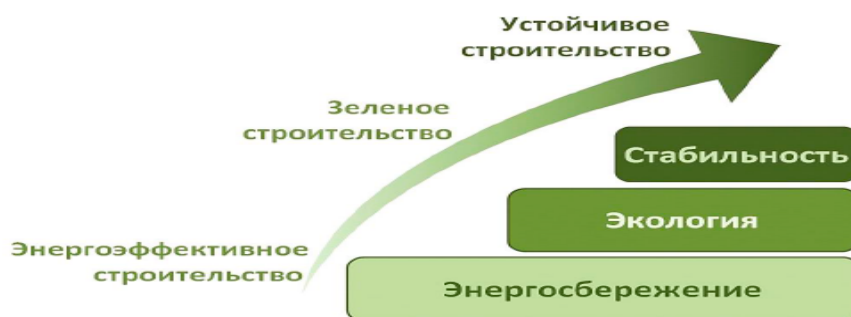 Устойчивое
строительство
Зеленое
строительство
Стабильность
Экология
Энергоэффективное
строительство
Энергосбережение